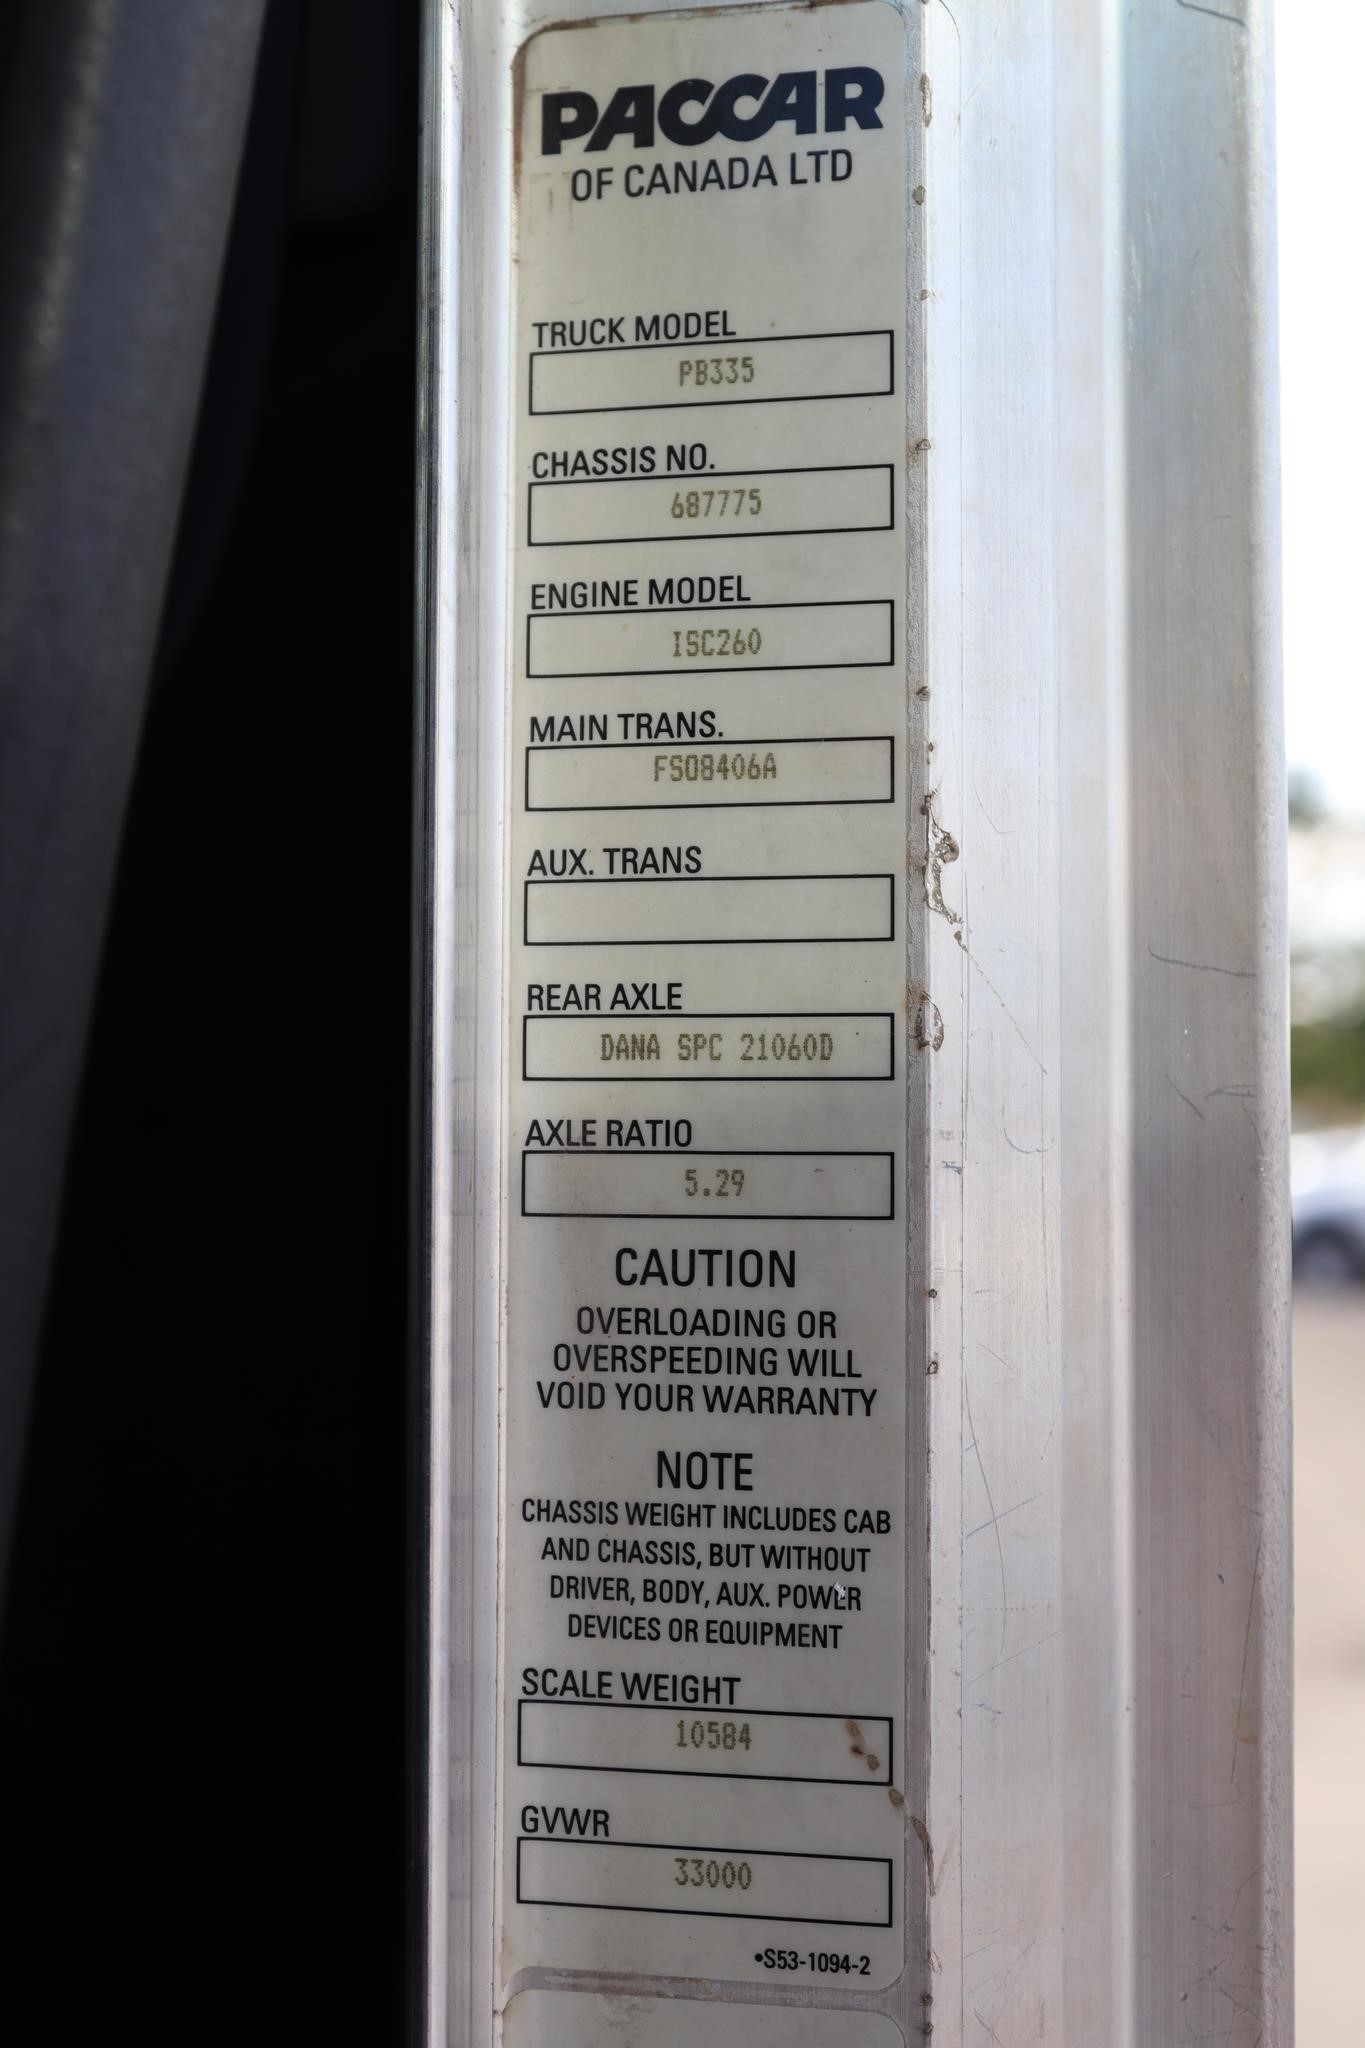 PACCAR
OF CANADA LTD
TRUCK MODEL
PB335
CHASSIS NO.
687775
ENGINE MODEL
ISC260
MAIN TRANS.
FSO8406A
AUX. TRANS
REAR AXLE
DANA SPC 21060D
AXLE RATIO
5.29
CAUTION
OVERLOADING OR
OVERSPEEDING WILL
VOID YOUR WARRANTY
NOTE
CHASSIS WEIGHT INCLUDES CAB
AND CHASSIS, BUT WITHOUT
DRIVER, BODY, AUX. POWER
DEVICES OR EQUIPMENT
SCALE WEIGHT
10584
GVWR
33000
•S53-1094-2